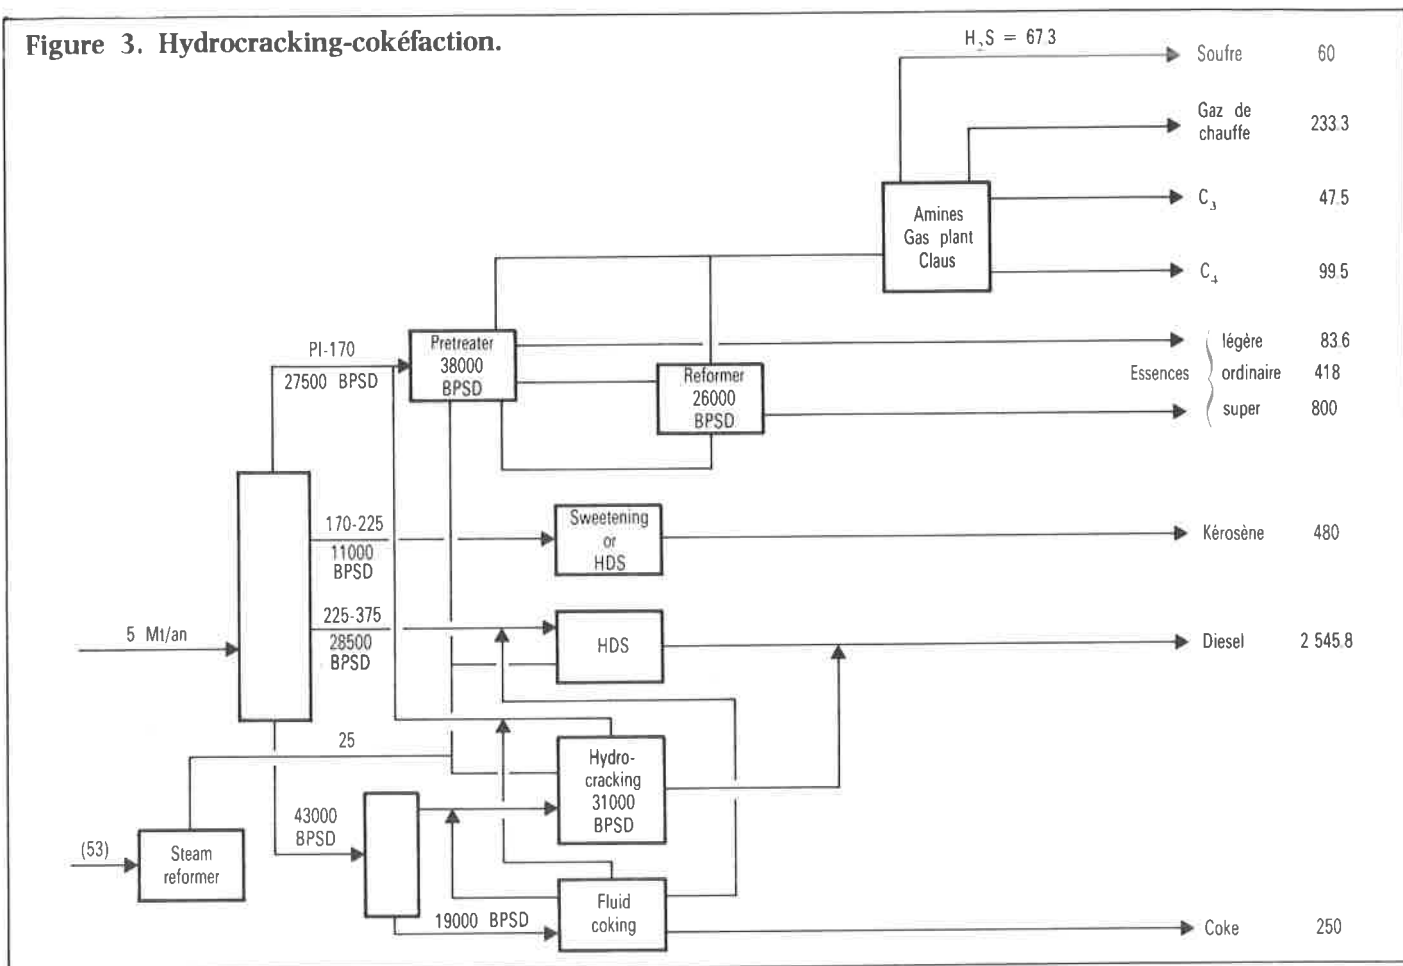 Figure 3. Hydrocracking-cokéfaction.
H₂S = 67.3
Soufre 60
Gaz de
chauffe 233.3
C₃ 47.5
Amines
Gas plant
Claus
C₄ 99.5
PI-170
27500 BPSD
Pretreater
38000
BPSD
Reformer
26000
BPSD
Essences
légère 83.6
ordinaire 418
super 800
170-225
11000
BPSD
Sweetening
or
HDS
Kérosène 480
5 Mt/an
225-375
28500
BPSD
HDS
Diesel 2 545.8
25
Hydro-
cracking
31000
BPSD
43000
BPSD
(53)
Steam
reformer
19000 BPSD
Fluid
coking
Coke 250